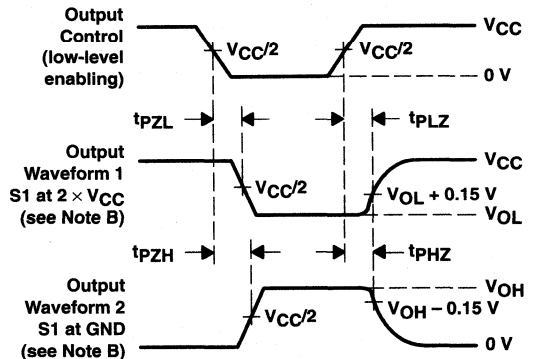 Output
Control
(low-level
enabling)
VCC/2
VCC/2
VCC
0 V
tPZL
tPLZ
Output
Waveform 1
S1 at 2 × VCC
(see Note B)
VCC/2
VCC
VOL + 0.15 V
VOL
tPZH
tPHZ
Output
Waveform 2
S1 at GND
(see Note B)
VCC/2
VOH
VOH − 0.15 V
0 V